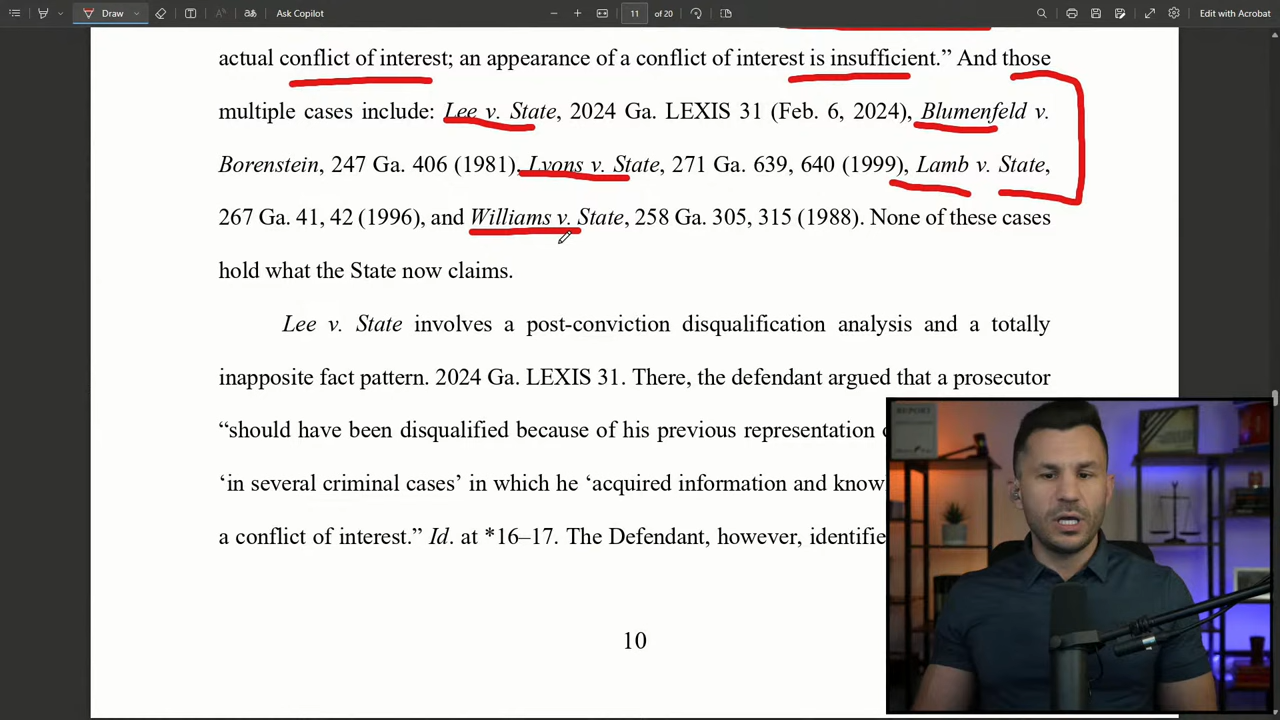 Draw
Ask Copilot
11 of 20
Edit with Acrobat
actual conflict of interest; an appearance of a conflict of interest is insufficient.” And those
multiple cases include: Lee v. State, 2024 Ga. LEXIS 31 (Feb. 6, 2024), Blumenfeld v.
Borenstein, 247 Ga. 406 (1981), Lyons v. State, 271 Ga. 639, 640 (1999), Lamb v. State,
267 Ga. 41, 42 (1996), and Williams v. State, 258 Ga. 305, 315 (1988). None of these cases
hold what the State now claims.
Lee v. State involves a post-conviction disqualification analysis and a totally
inapposite fact pattern. 2024 Ga. LEXIS 31. There, the defendant argued that a prosecutor
“should have been disqualified because of his previous representation
‘in several criminal cases’ in which he ‘acquired information and know
a conflict of interest.” Id. at *16–17. The Defendant, however, identifie
10